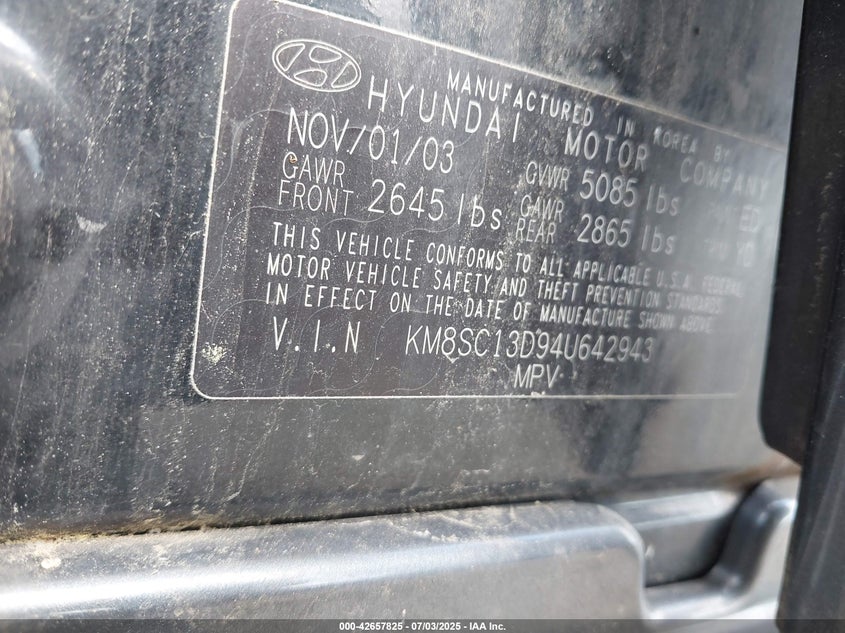 MANUFACTURED IN KOREA BY
HYUNDAI MOTOR COMPANY
NOV/01/03 GVWR 5085 lbs ED
GAWR FRONT 2645 lbs GAWR REAR 2865 lbs YO
THIS VEHICLE CONFORMS TO ALL APPLICABLE U.S.A. FEDERAL
MOTOR VEHICLE SAFETY AND THEFT PREVENTION STANDARDS
IN EFFECT ON THE DATE OF MANUFACTURE SHOWN ABOVE.
V.I.N KM8SC13D94U642943
MPV
000-42657825 - 07/03/2025 - IAA Inc.